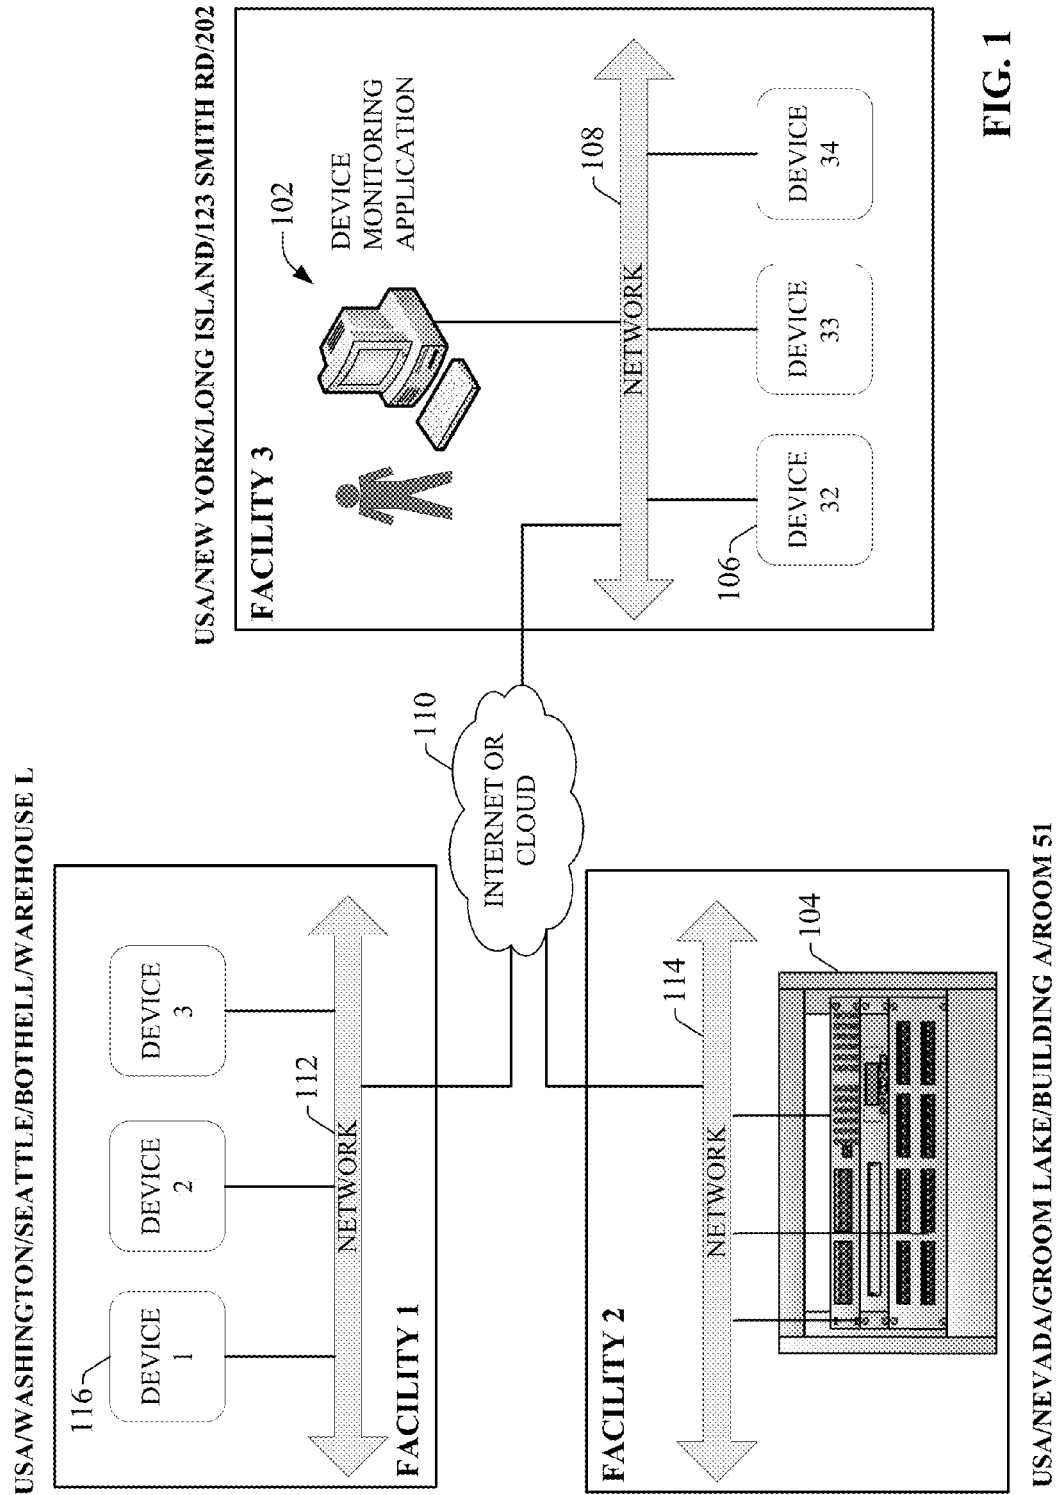 USA/WASHINGTON/SEATTLE/BOTHELL/WAREHOUSE L
116
DEVICE
1
DEVICE
2
DEVICE
3
NETWORK
112
FACILITY 1
INTERNET OR
CLOUD
110
FACILITY 2
NETWORK
114
104
USA/NEVADA/GROOM LAKE/BUILDING A/ROOM 51
USA/NEW YORK/LONG ISLAND/123 SMITH RD/202
FACILITY 3
102
DEVICE
MONITORING
APPLICATION
NETWORK
108
106
DEVICE
32
DEVICE
33
DEVICE
34
FIG. 1